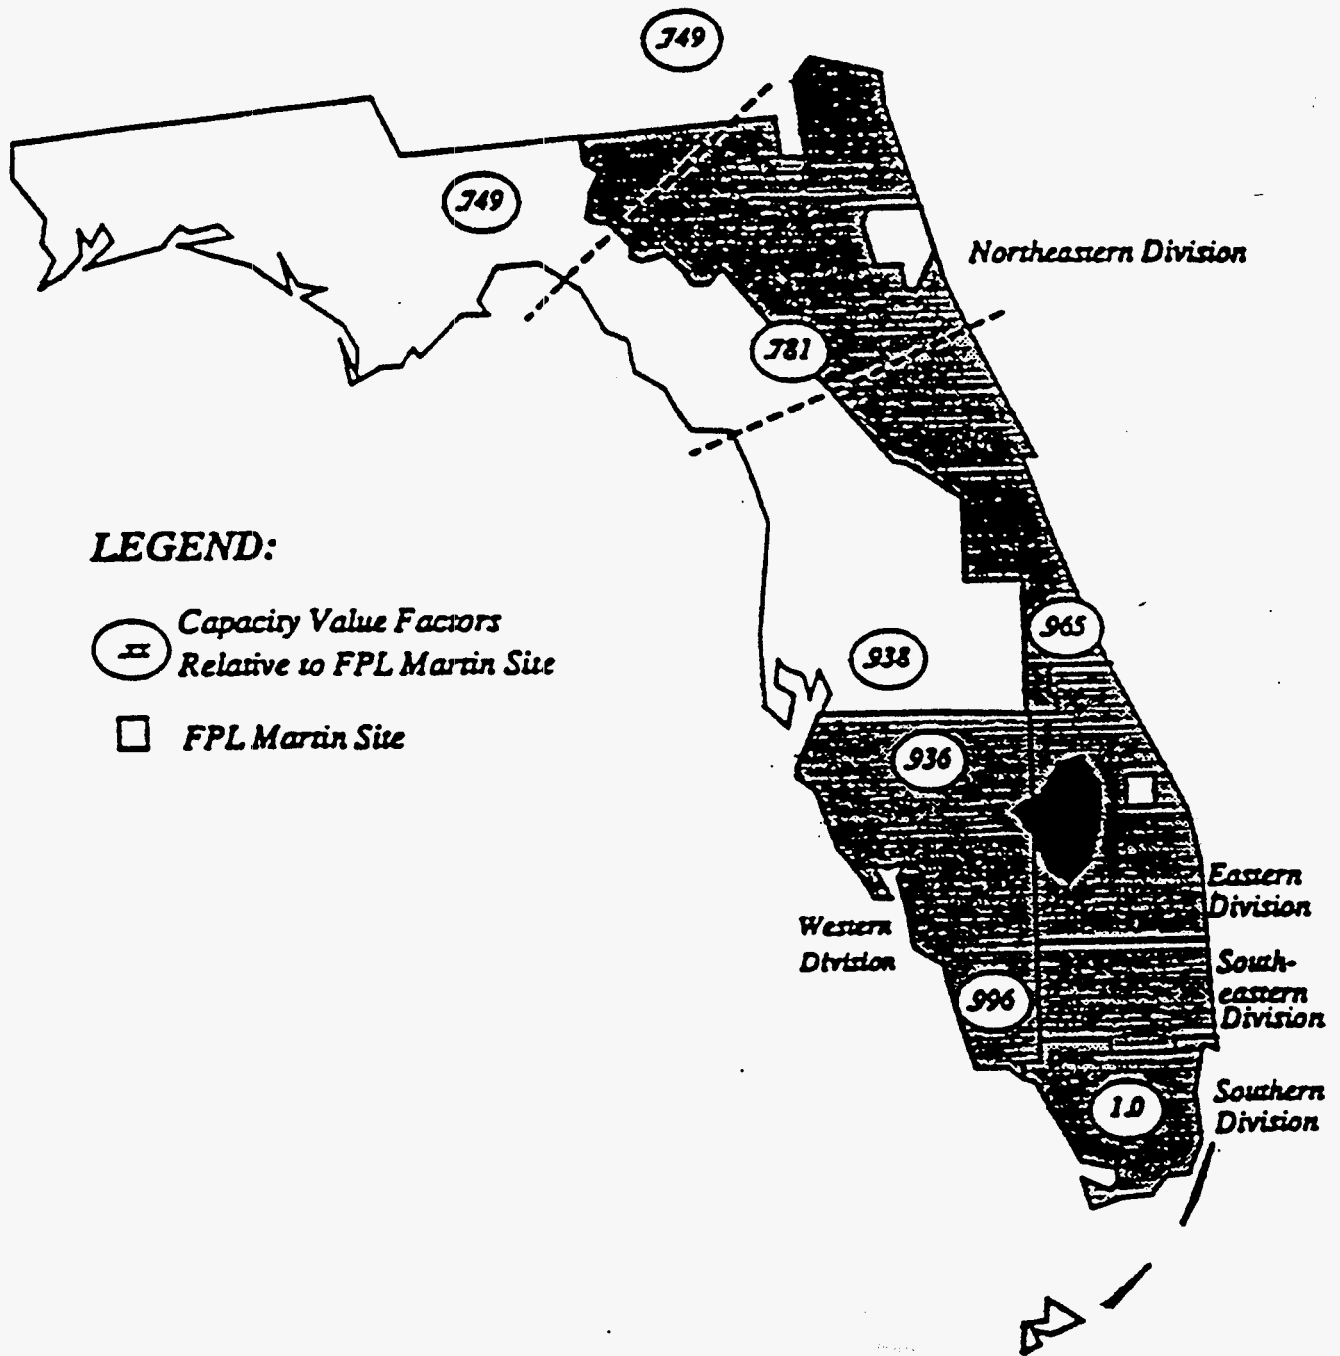 .749
.749
Northeastern Division
.781
LEGEND:
Capacity Value Factors
.xx
Relative to FPL Martin Site
.965
.938
FPL Martin Site
.936
Eastern
Division
Western
Division
South-
eastern
Division
.996
Southern
Division
1.0